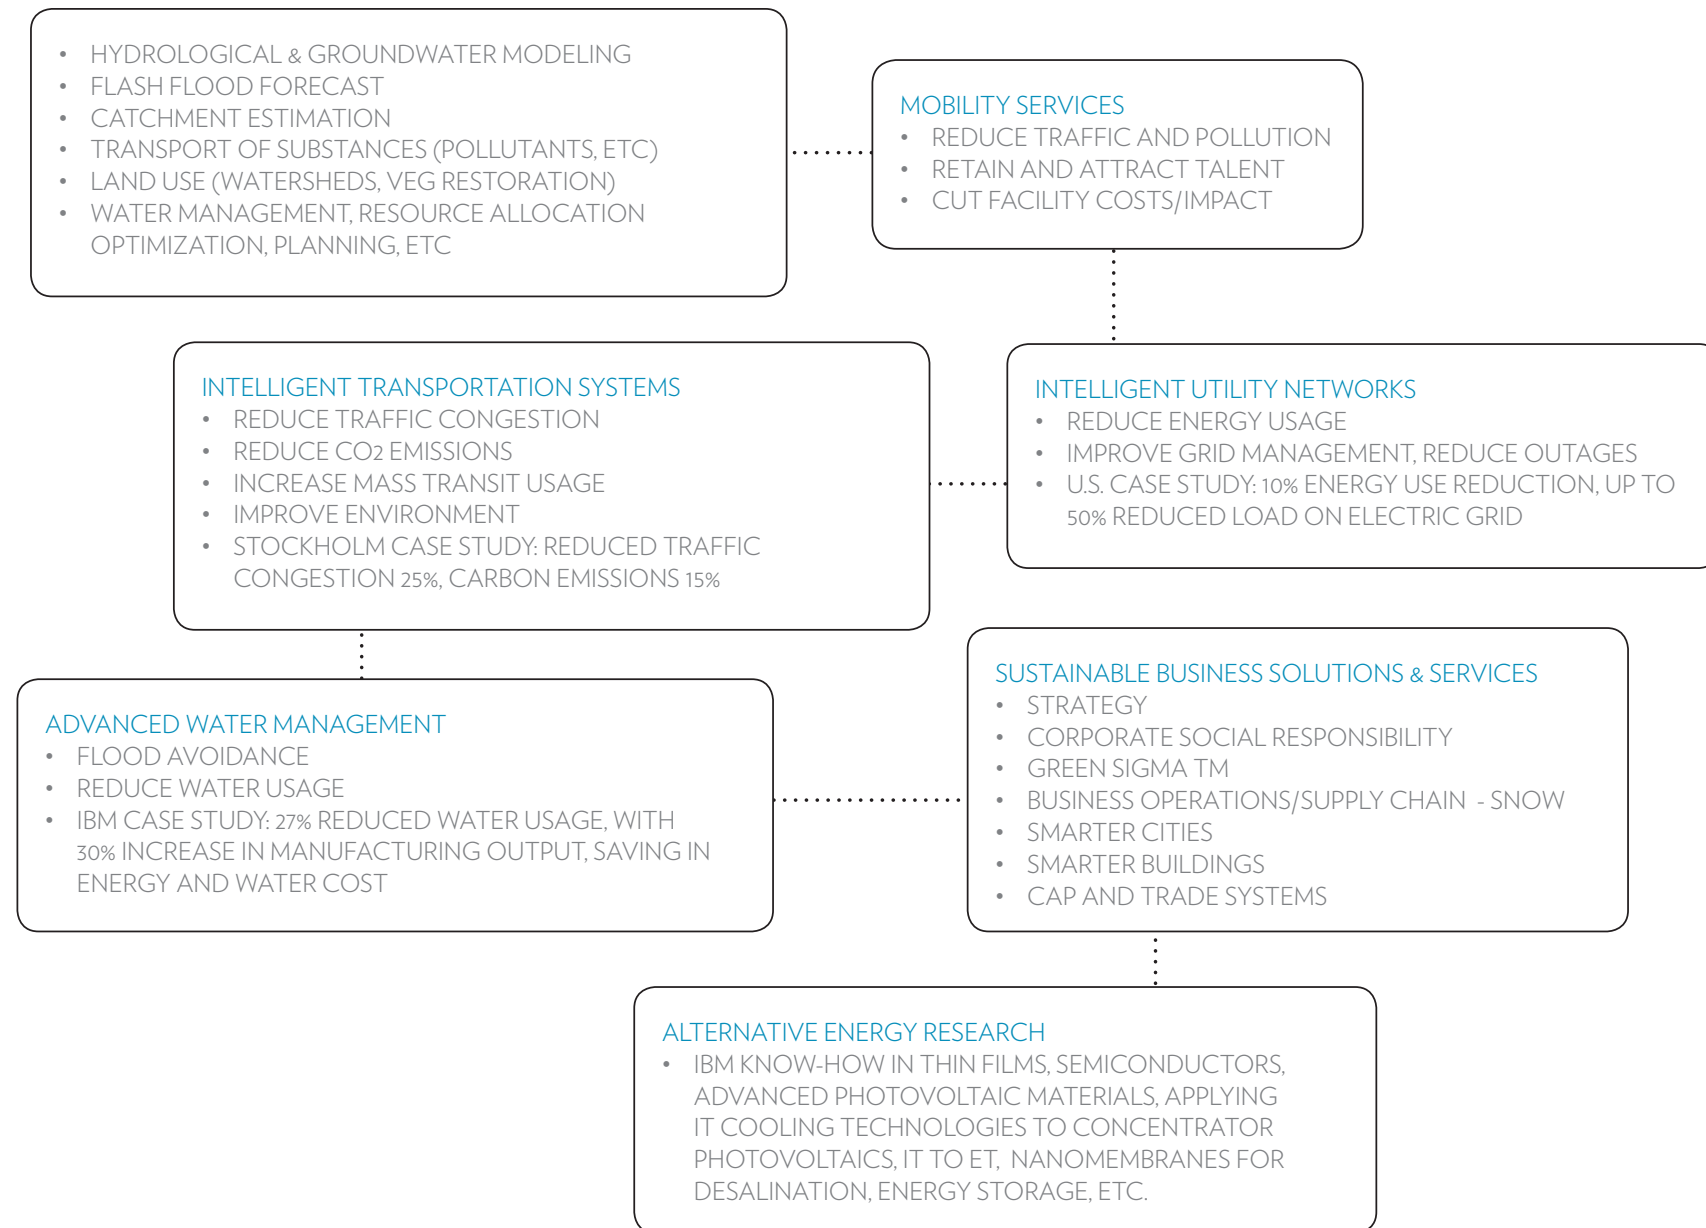 • HYDROLOGICAL & GROUNDWATER MODELING
• FLASH FLOOD FORECAST
• CATCHMENT ESTIMATION
• TRANSPORT OF SUBSTANCES (POLLUTANTS, ETC)
• LAND USE (WATERSHEDS, VEG RESTORATION)
• WATER MANAGEMENT, RESOURCE ALLOCATION
OPTIMIZATION, PLANNING, ETC
MOBILITY SERVICES
• REDUCE TRAFFIC AND POLLUTION
• RETAIN AND ATTRACT TALENT
• CUT FACILITY COSTS/IMPACT
INTELLIGENT TRANSPORTATION SYSTEMS
• REDUCE TRAFFIC CONGESTION
• REDUCE CO2 EMISSIONS
• INCREASE MASS TRANSIT USAGE
• IMPROVE ENVIRONMENT
• STOCKHOLM CASE STUDY: REDUCED TRAFFIC
CONGESTION 25%, CARBON EMISSIONS 15%
INTELLIGENT UTILITY NETWORKS
• REDUCE ENERGY USAGE
• IMPROVE GRID MANAGEMENT, REDUCE OUTAGES
• U.S. CASE STUDY: 10% ENERGY USE REDUCTION, UP TO
50% REDUCED LOAD ON ELECTRIC GRID
ADVANCED WATER MANAGEMENT
• FLOOD AVOIDANCE
• REDUCE WATER USAGE
• IBM CASE STUDY: 27% REDUCED WATER USAGE, WITH
30% INCREASE IN MANUFACTURING OUTPUT, SAVING IN
ENERGY AND WATER COST
SUSTAINABLE BUSINESS SOLUTIONS & SERVICES
• STRATEGY
• CORPORATE SOCIAL RESPONSIBILITY
• GREEN SIGMA TM
• BUSINESS OPERATIONS/SUPPLY CHAIN - SNOW
• SMARTER CITIES
• SMARTER BUILDINGS
• CAP AND TRADE SYSTEMS
ALTERNATIVE ENERGY RESEARCH
• IBM KNOW-HOW IN THIN FILMS, SEMICONDUCTORS,
ADVANCED PHOTOVOLTAIC MATERIALS, APPLYING
IT COOLING TECHNOLOGIES TO CONCENTRATOR
PHOTOVOLTAICS, IT TO ET, NANOMEMBRANES FOR
DESALINATION, ENERGY STORAGE, ETC.